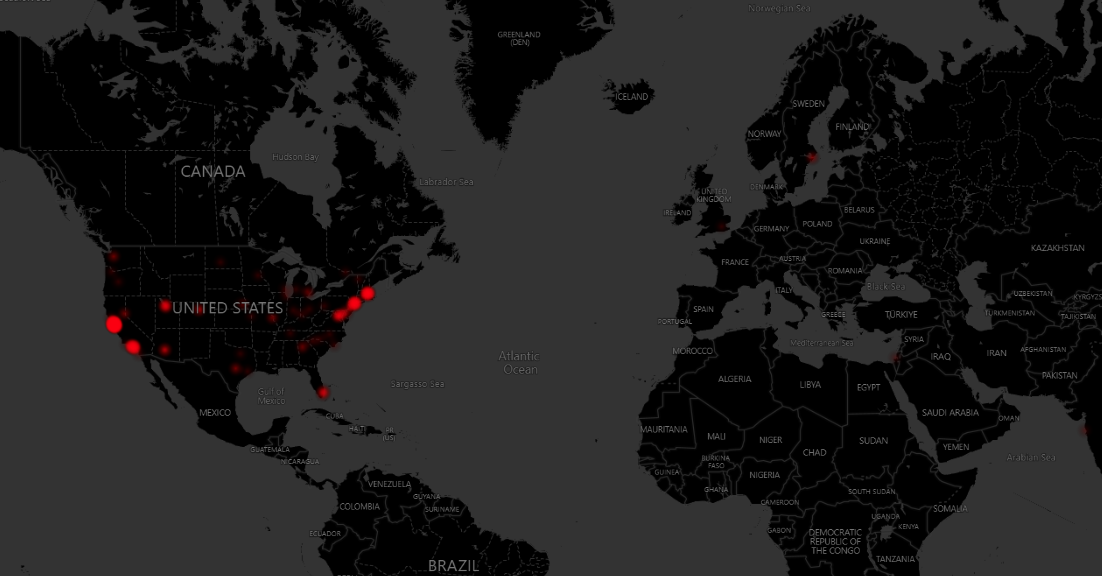 Norwegian Sea
GREENLAND
(DEN)
ICELAND
SWEDEN
FINLAND
NORWAY
CANADA
Hudson Bay
Labrador Sea
DENMARK
UNITED
KINGDOM
IRELAND
BELARUS
POLAND
GERMANY
UKRAINE
KAZAKHSTAN
FRANCE
AUSTRIA
ROMANIA
ITALY
Black Sea
UZBEKISTAN
KYRGYZS
UNITED STATES
SPAIN
PORTUGAL
GREECE
TÜRKİYE
TURKMENISTAN
TAJIKISTAN
Atlantic
Ocean
MOROCCO
Mediterranean Sea
SYRIA
IRAQ
IRAN
AFGHANISTAN
PAKISTAN
Sargasso Sea
Gulf of
Mexico
ALGERIA
LIBYA
EGYPT
MEXICO
CUBA
HAITI
PR
(US)
SAUDI ARABIA
OMAN
MAURITANIA
MALI
NIGER
CHAD
SUDAN
YEMEN
Arabian Sea
GUATEMALA
NICARAGUA
BURKINA
FASO
GUINEA
GHANA
NIGERIA
VENEZUELA
GUYANA
SURINAME
COLOMBIA
CAMEROON
SOUTH SUDAN
SOMALIA
ECUADOR
GABON
UGANDA
KENYA
DEMOCRATIC
REPUBLIC OF
THE CONGO
TANZANIA
BRAZIL